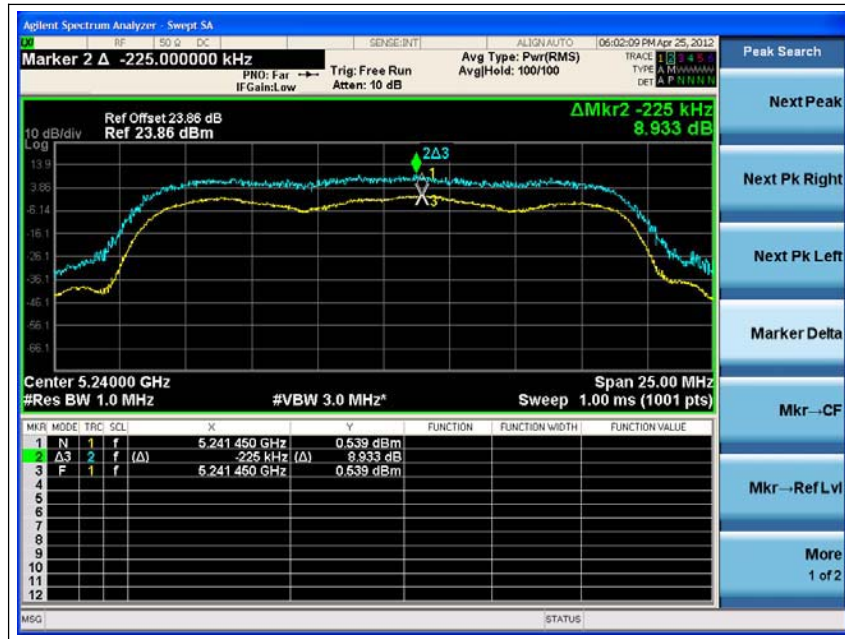 Agilent Spectrum Analyzer - Swept SA
RF 50 Ω DC SENSE:INT ALIGN AUTO 06:02:09 PM Apr 25, 2012
Marker 2 Δ -225.000000 kHz
PNO: Far
IFGain:Low
Trig: Free Run
Atten: 10 dB
Avg Type: Pwr(RMS)
Avg|Hold: 100/100
TRACE 1 2 3 4 5 6
TYPE A M W W W W
DET A P N N N N
Peak Search
ΔMkr2 -225 kHz
8.933 dB
Ref Offset 23.86 dB
10 dB/div Ref 23.86 dBm
Log
2Δ3
1
3
13.9
3.86
-6.14
-16.1
-26.1
-36.1
-46.1
-56.1
-66.1
Center 5.24000 GHz Span 25.00 MHz
#Res BW 1.0 MHz #VBW 3.0 MHz* Sweep 1.00 ms (1001 pts)
MKR MODE TRC SCL X Y FUNCTION FUNCTION WIDTH FUNCTION VALUE
1 N 1 f 5.241 450 GHz 0.539 dBm
2 Δ3 2 f (Δ) -225 kHz (Δ) 8.933 dB
3 F 1 f 5.241 450 GHz 0.539 dBm
4
5
6
7
8
9
10
11
12
MSG STATUS
Next Peak
Next Pk Right
Next Pk Left
Marker Delta
Mkr→CF
Mkr→Ref Lvl
More
1 of 2